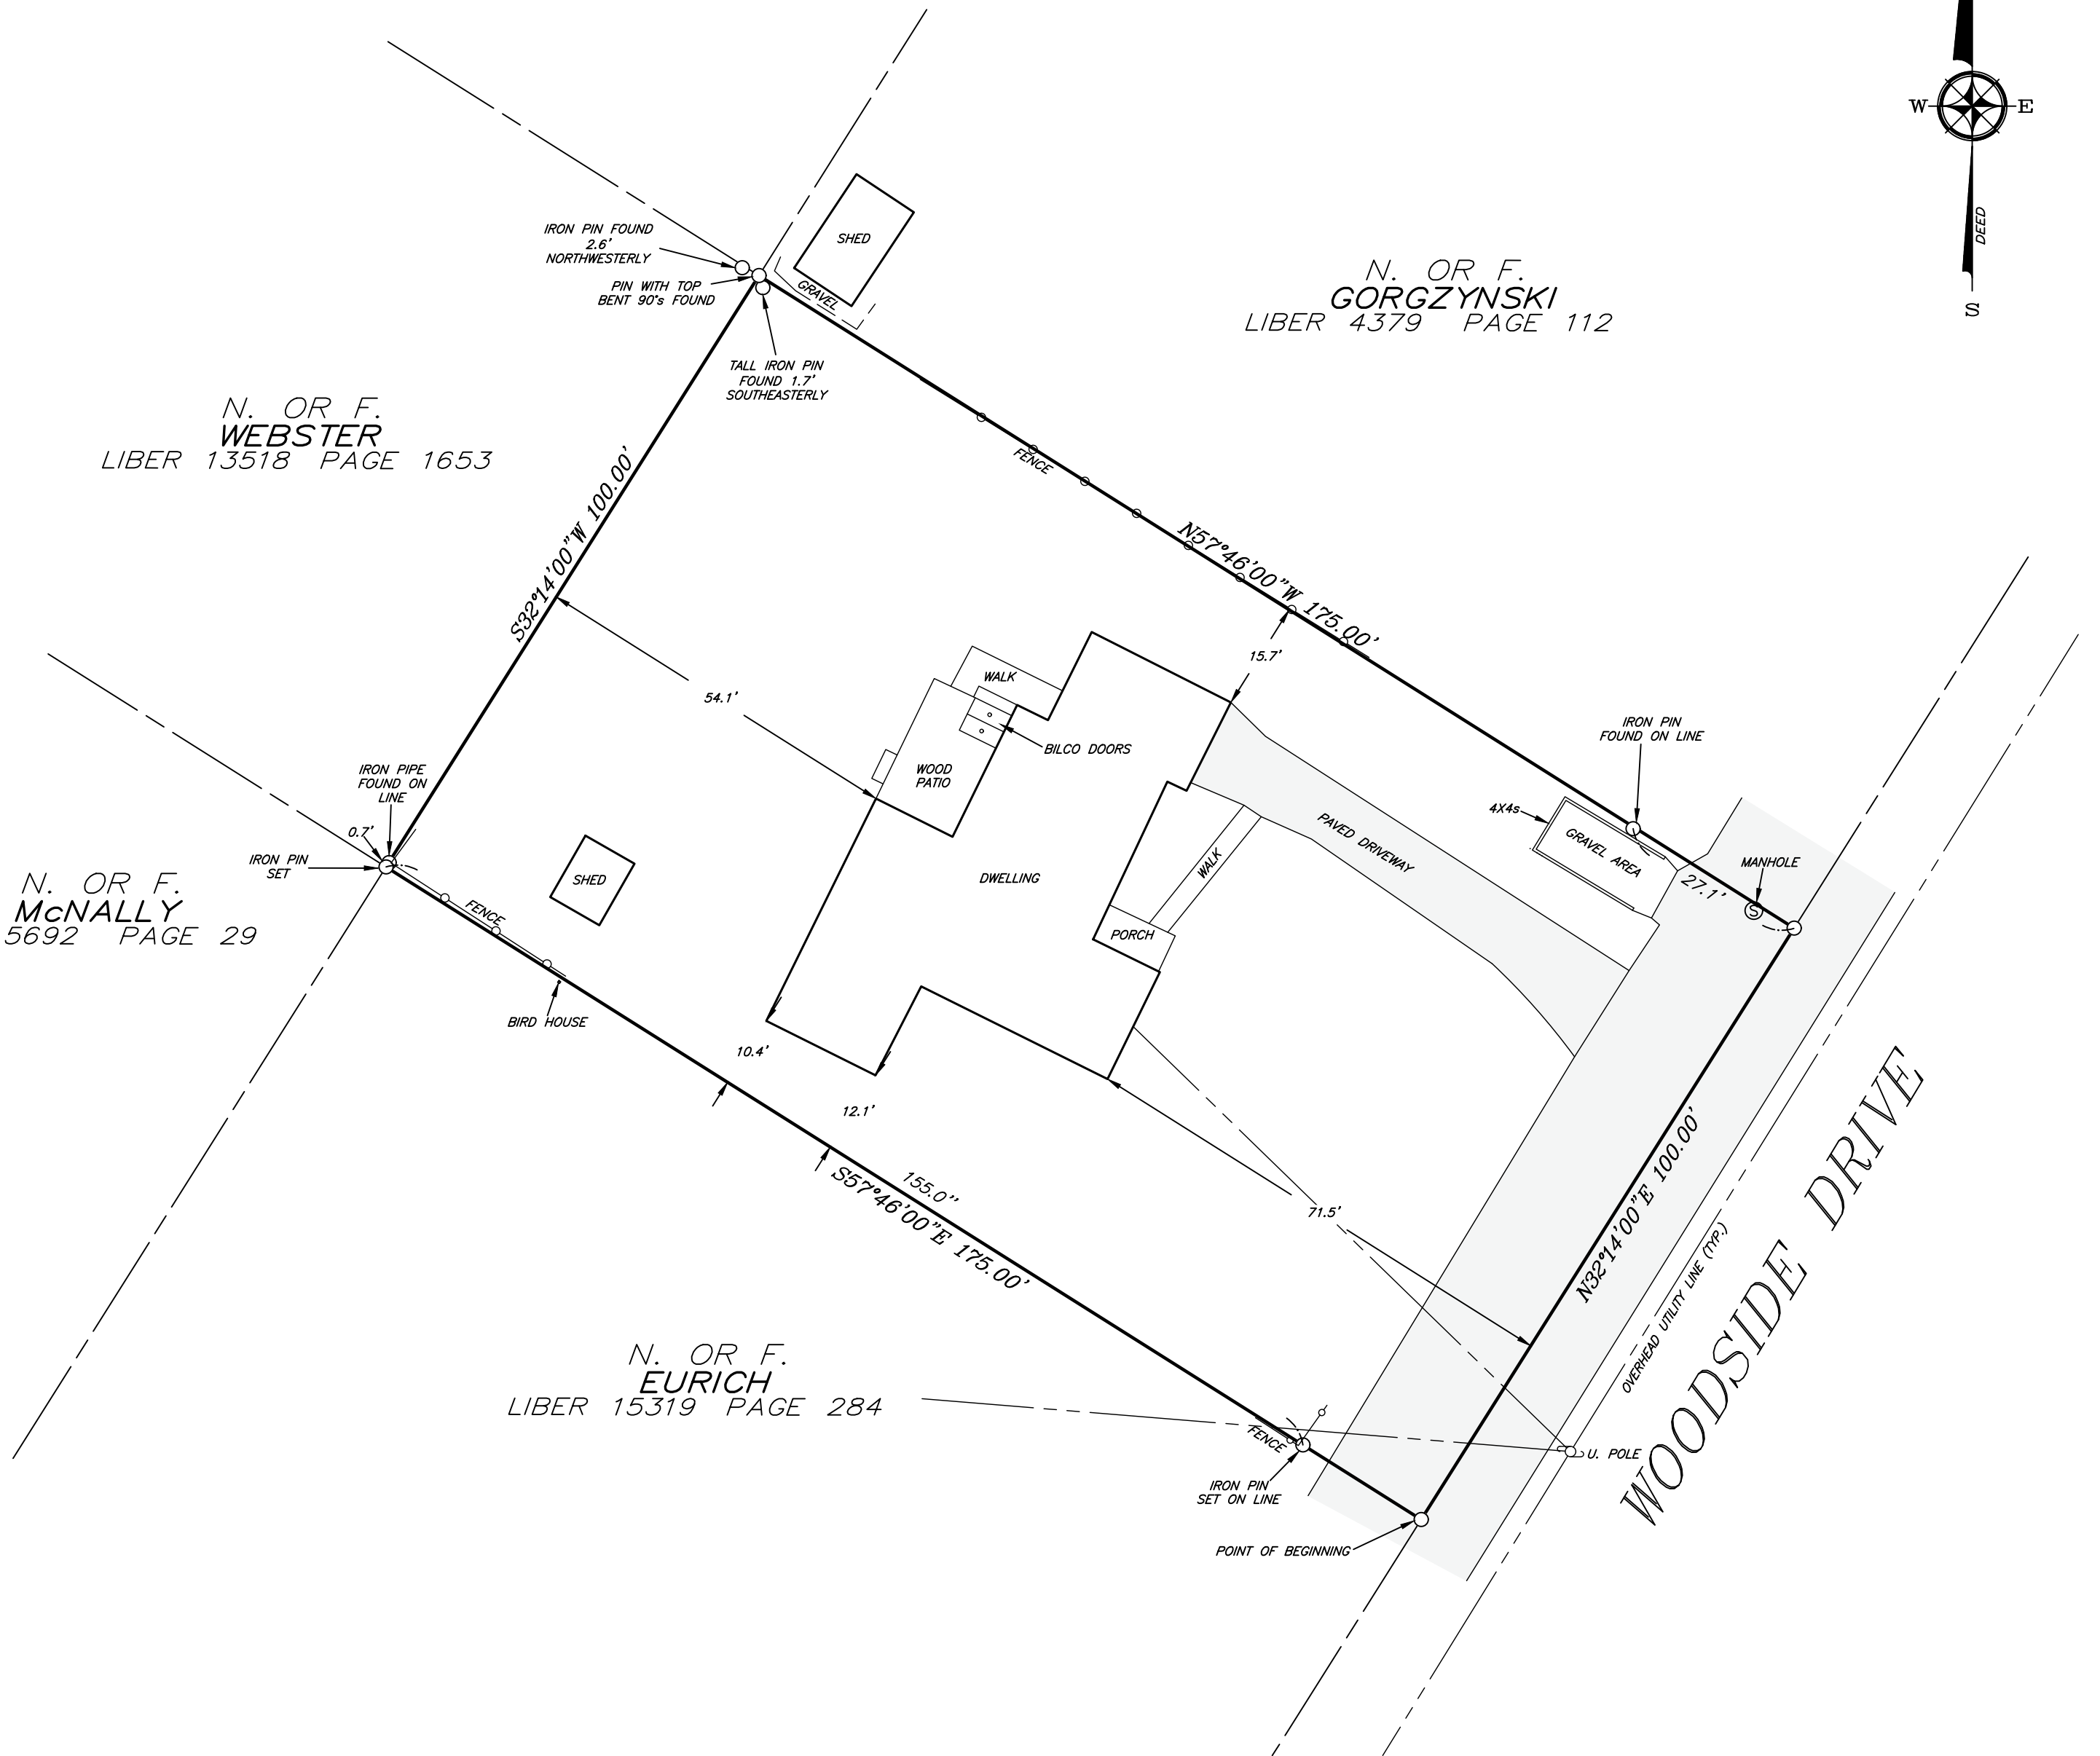 W
E
DEED
S
IRON PIN FOUND
2.6'
NORTHWESTERLY
PIN WITH TOP
BENT 90°s FOUND
SHED
GRAVEL
TALL IRON PIN
FOUND 1.7'
SOUTHEASTERLY
N. OR F.
GORGZYNSKI
LIBER 4379 PAGE 112
N. OR F.
WEBSTER
LIBER 13518 PAGE 1653
S32°14'00"W 100.00'
FENCE
N57°46'00"W 175.00'
15.7'
54.1'
WALK
BILCO DOORS
WOOD
PATIO
IRON PIN
FOUND ON LINE
4X4s
GRAVEL AREA
PAVED DRIVEWAY
MANHOLE
27.1'
S
IRON PIPE
FOUND ON
LINE
0.7'
IRON PIN
SET
SHED
DWELLING
WALK
PORCH
N. OR F.
McNALLY
5692 PAGE 29
FENCE
BIRD HOUSE
10.4'
12.1'
155.0''
S57°46'00"E 175.00'
71.5'
N32°14'00"E 100.00'
OVERHEAD UTILITY LINE (TYP.)
WOODSIDE DRIVE
N. OR F.
EURICH
LIBER 15319 PAGE 284
FENCE
IRON PIN
SET ON LINE
U. POLE
POINT OF BEGINNING